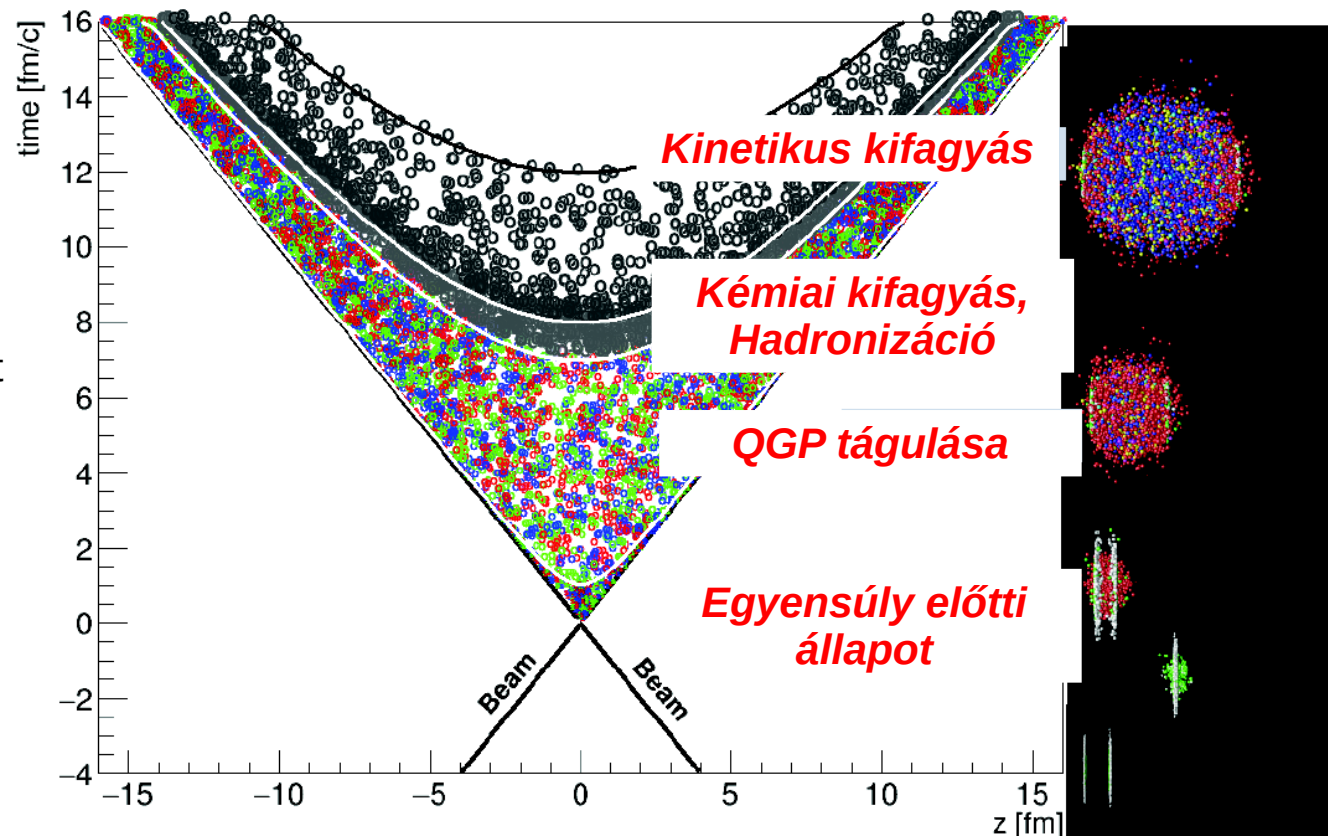 time [fm/c]
16
14
12
10
8
6
4
2
0
−2
−4
Kinetikus kifagyás
Kémiai kifagyás,
Hadronizáció
QGP tágulása
Egyensúly előtti
állapot
Beam
Beam
−15
−10
−5
0
5
10
15
z [fm]